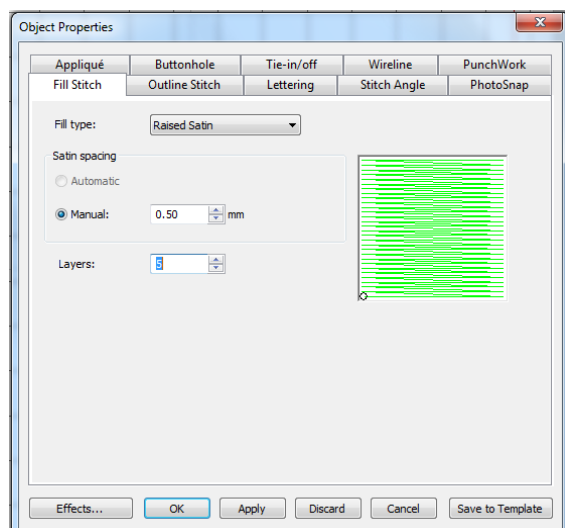 Object Properties
Appliqué Buttonhole Tie-in/off Wireline PunchWork
Fill Stitch Outline Stitch Lettering Stitch Angle PhotoSnap
Fill type: Raised Satin
Satin spacing
Automatic
Manual: 0.50 mm
Layers: 5
Effects... OK Apply Discard Cancel Save to Template